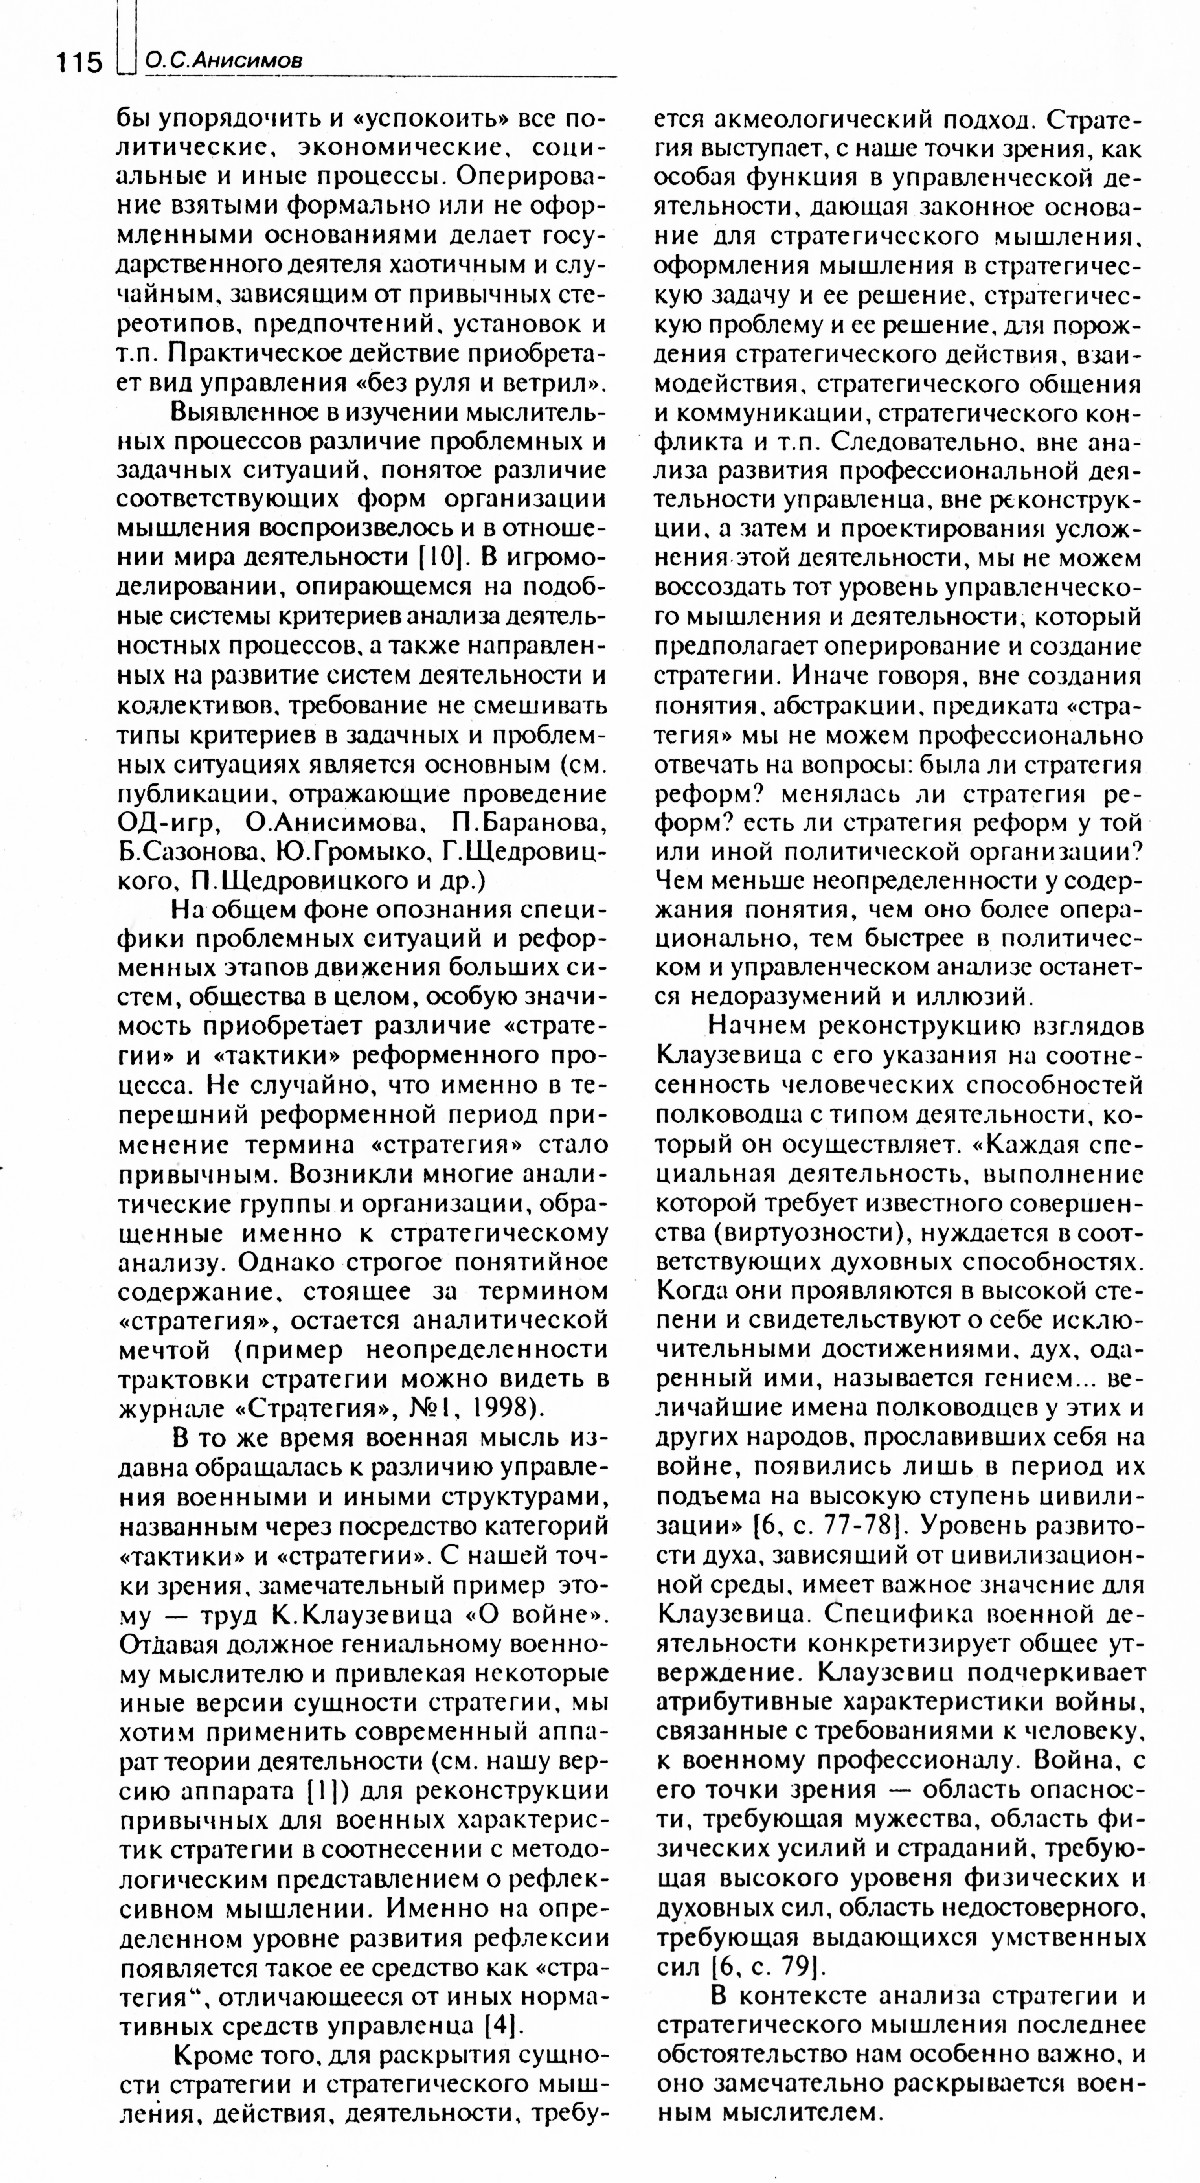 115
О.С.Анисимов
бы упорядочить и «успокоить» все по-
литические, экономические, соци-
альные и иные процессы. Оперирова-
ние взятыми формально или не офор-
мленными основаниями делает госу-
дарственного деятеля хаотичным и слу-
чайным, зависящим от привычных сте-
реотипов, предпочтений, установок и
т.п. Практическое действие приобрета-
ет вид управления «без руля и ветрил».
Выявленное в изучении мыслитель-
ных процессов различие проблемных и
задачных ситуаций, понятое различие
соответствующих форм организации
мышления воспроизвелось и в отноше-
нии мира деятельности [10]. В игромо-
делировании, опирающемся на подоб-
ные системы критериев анализа деятель-
ностных процессов, а также направлен-
ных на развитие систем деятельности и
коллективов, требование не смешивать
типы критериев в задачных и проблем-
ных ситуациях является основным (см.
публикации, отражающие проведение
ОД-игр, О.Анисимова, П.Баранова,
Б.Сазонова, Ю.Громыко, Г.Щедровиц-
кого, П.Щедровицкого и др.)
На общем фоне опознания специ-
фики проблемных ситуаций и рефор-
менных этапов движения больших си-
стем, общества в целом, особую значи-
мость приобретает различие «страте-
гии» и «тактики» реформенного про-
цесса. Не случайно, что именно в те-
перешний реформенной период при-
менение термина «стратегия» стало
привычным. Возникли многие анали-
тические группы и организации, обра-
щенные именно к стратегическому
анализу. Однако строгое понятийное
содержание, стоящее за термином
«стратегия», остается аналитической
мечтой (пример неопределенности
трактовки стратегии можно видеть в
журнале «Стратегия», №1, 1998).
В то же время военная мысль из-
давна обращалась к различию управле-
ния военными и иными структурами,
названным через посредство категорий
«тактики» и «стратегии». С нашей точ-
ки зрения, замечательный пример это-
му — труд К.Клаузевица «О войне».
Отдавая должное гениальному военно-
му мыслителю и привлекая некоторые
иные версии сущности стратегии, мы
хотим применить современный аппа-
рат теории деятельности (см. нашу вер-
сию аппарата [1]) для реконструкции
привычных для военных характерис-
тик стратегии в соотнесении с методо-
логическим представлением о рефлек-
сивном мышлении. Именно на опре-
деленном уровне развития рефлексии
появляется такое ее средство как «стра-
тегия“, отличающееся от иных норма-
тивных средств управленца [4].
Кроме того, для раскрытия сущно-
сти стратегии и стратегического мыш-
ления, действия, деятельности, требу-
ется акмеологический подход. Страте-
гия выступает, с наше точки зрения, как
особая функция в управленческой де-
ятельности, дающая законное основа-
ние для стратегического мышления,
оформления мышления в стратегичес-
кую задачу и ее решение, стратегичес-
кую проблему и ее решение, для порож-
дения стратегического действия, взаи-
модействия, стратегического общения
и коммуникации, стратегического кон-
фликта и т.п. Следовательно, вне ана-
лиза развития профессиональной дея-
тельности управленца, вне реконструк-
ции, а затем и проектирования услож-
нения этой деятельности, мы не можем
воссоздать тот уровень управленческо-
го мышления и деятельности, который
предполагает оперирование и создание
стратегии. Иначе говоря, вне создания
понятия, абстракции, предиката «стра-
тегия» мы не можем профессионально
отвечать на вопросы: была ли стратегия
реформ? менялась ли стратегия ре-
форм? есть ли стратегия реформ у той
или иной политической организации?
Чем меньше неопределенности у содер-
жания понятия, чем оно более опера-
ционально, тем быстрее в политичес-
ком и управленческом анализе останет-
ся недоразумений и иллюзий.
Начнем реконструкцию взглядов
Клаузевица с его указания на соотне-
сенность человеческих способностей
полководца с типом деятельности, ко-
торый он осуществляет. «Каждая спе-
циальная деятельность, выполнение
которой требует известного совершен-
ства (виртуозности), нуждается в соот-
ветствующих духовных способностях.
Когда они проявляются в высокой сте-
пени и свидетельствуют о себе исклю-
чительными достижениями, дух, ода-
ренный ими, называется гением... ве-
личайшие имена полководцев у этих и
других народов, прославивших себя на
войне, появились лишь в период их
подъема на высокую ступень цивили-
зации» [6, с. 77-78]. Уровень развито-
сти духа, зависящий от цивилизацион-
ной среды, имеет важное значение для
Клаузевица. Специфика военной де-
ятельности конкретизирует общее ут-
верждение. Клаузевиц подчеркивает
атрибутивные характеристики войны,
связанные с требованиями к человеку,
к военному профессионалу. Война, с
его точки зрения — область опаснос-
ти, требующая мужества, область фи-
зических усилий и страданий, требую-
щая высокого уровеня физических и
духовных сил, область недостоверного,
требующая выдающихся умственных
сил [6, с. 79].
В контексте анализа стратегии и
стратегического мышления последнее
обстоятельство нам особенно важно, и
оно замечательно раскрывается воен-
ным мыслителем.